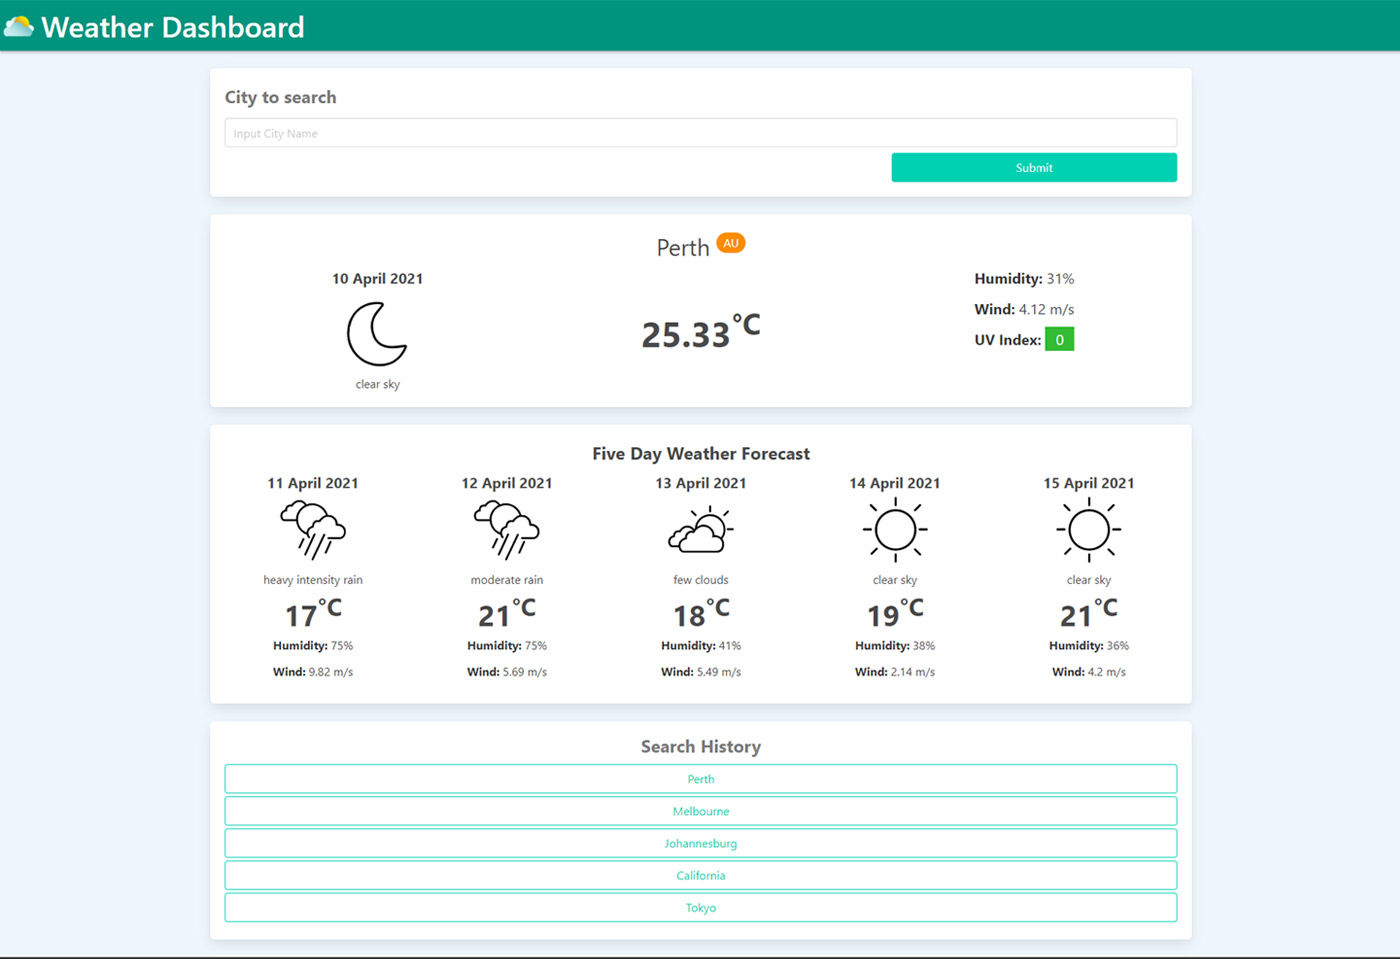 Weather Dashboard
City to search
Input City Name
Submit
Perth AU
10 April 2021
clear sky
25.33°C
Humidity: 31%
Wind: 4.12 m/s
UV Index: 0
Five Day Weather Forecast
11 April 2021
heavy intensity rain
17°C
Humidity: 75%
Wind: 9.82 m/s
12 April 2021
moderate rain
21°C
Humidity: 75%
Wind: 5.69 m/s
13 April 2021
few clouds
18°C
Humidity: 41%
Wind: 5.49 m/s
14 April 2021
clear sky
19°C
Humidity: 38%
Wind: 2.14 m/s
15 April 2021
clear sky
21°C
Humidity: 36%
Wind: 4.2 m/s
Search History
Perth
Melbourne
Johannesburg
California
Tokyo